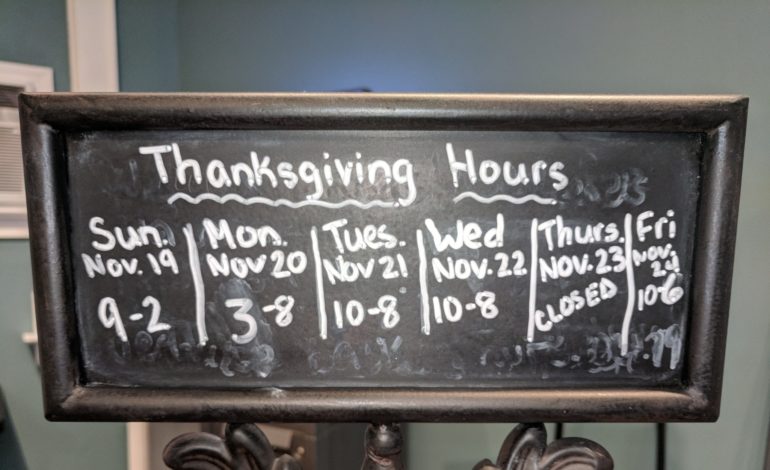 Thanksgiving Hours
Sun.
Nov. 19
9-2
Mon.
Nov 20
3-8
Tues.
Nov 21
10-8
Wed
Nov. 22
10-8
Thurs.
Nov. 23
CLOSED
Fri
Nov.
24
10-6